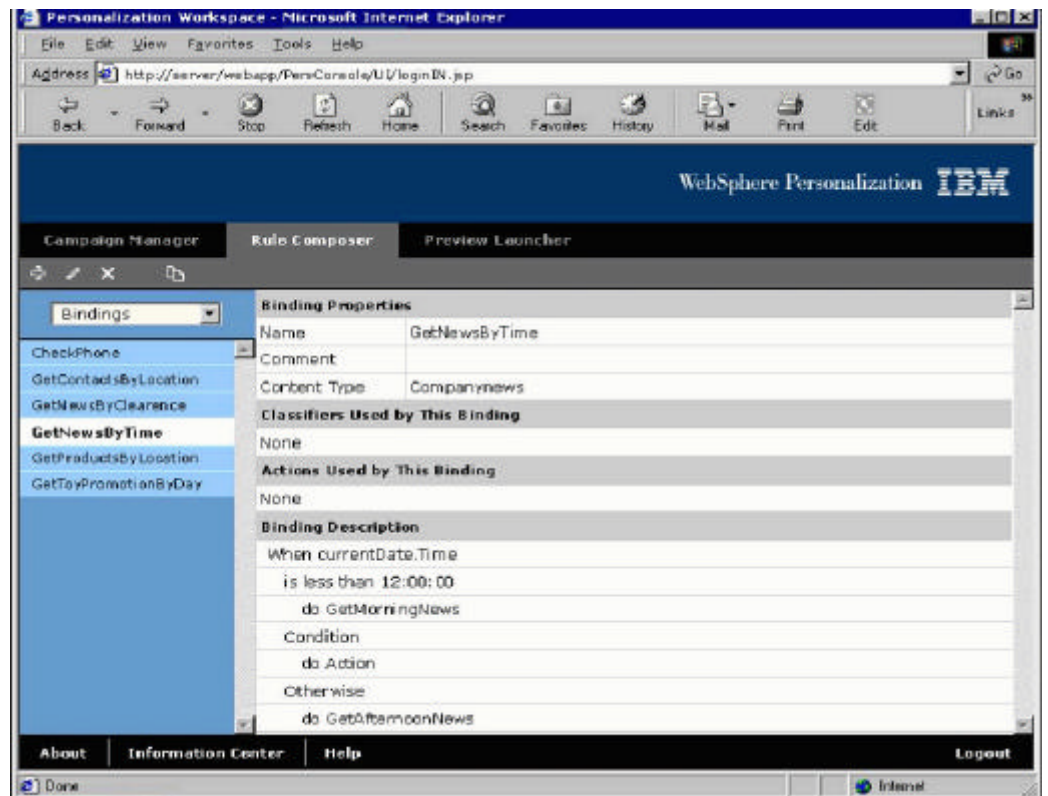 Personalization Workspace - Microsoft Internet Explorer
File Edit View Favorites Tools Help
Address http://server/webapp/PersConsole/UI/loginIN.jsp Go
Back Forward Stop Refresh Home Search Favorites History Mail Print Edit Links »
WebSphere Personalization IBM
Campaign Manager Rule Composer Preview Launcher
Bindings
CheckPhone
GetContactsByLocation
GetNewsByClearence
GetNewsByTime
GetProductsByLocation
GetToyPromotionByDay
Binding Properties
Name GetNewsByTime
Comment
Content Type Companynews
Classifiers Used by This Binding
None
Actions Used by This Binding
None
Binding Description
When currentDate.Time
is less than 12:00:00
do GetMorningNews
Condition
do Action
Otherwise
do GetAfternoonNews
About Information Center Help Logout
Done Internet